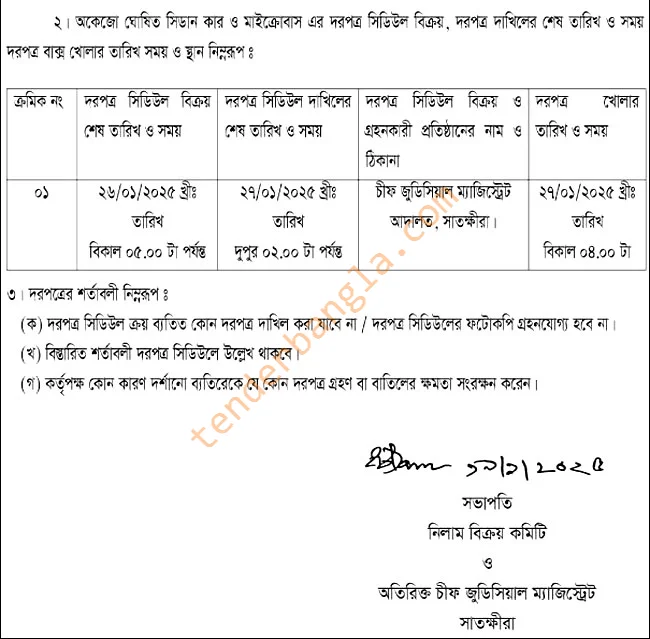 ২। অকেজো ঘোষিত সিডান কার ও মাইক্রোবাস এর দরপত্র সিডিউল বিক্রয়, দরপত্র দাখিলের শেষ তারিখ ও সময়
দরপত্র বাক্স খোলার তারিখ সময় ও স্থান নিম্নরূপ ঃ
ক্রমিক নং
দরপত্র সিডিউল বিক্রয়
শেষ তারিখ ও সময়
দরপত্র সিডিউল দাখিলের
শেষ তারিখ ও সময়
দরপত্র সিডিউল বিক্রয় ও
গ্রহনকারী প্রতিষ্ঠানের নাম ও
ঠিকানা
দরপত্র খোলার
তারিখ ও সময়
০১
২৬/০১/২০২৫ খ্রীঃ
তারিখ
বিকাল ০৫.০০ টা পর্যন্ত
২৭/০১/২০২৫ খ্রীঃ
তারিখ
দুপুর ০২.০০ টা পর্যন্ত
চীফ জুডিসিয়াল ম্যাজিস্ট্রেট
আদালত, সাতক্ষীরা।
২৭/০১/২০২৫ খ্রীঃ
তারিখ
বিকাল ০৪.০০ টা
৩। দরপত্রের শর্তাবলী নিম্নরূপ ঃ
(ক) দরপত্র সিডিউল ক্রয় ব্যতিত কোন দরপত্র দাখিল করা যাবে না / দরপত্র সিডিউলের ফটোকপি গ্রহনযোগ্য হবে না।
(খ) বিস্তারিত শর্তাবলী দরপত্র সিডিউলে উল্লেখ থাকবে।
(গ) কর্তৃপক্ষ কোন কারণ দর্শানো ব্যতিরেকে যে কোন দরপত্র গ্রহণ বা বাতিলের ক্ষমতা সংরক্ষন করেন।
tenderbangla.com
সভাপতি
নিলাম বিক্রয় কমিটি
ও
অতিরিক্ত চীফ জুডিসিয়াল ম্যাজিস্ট্রেট
সাতক্ষীরা